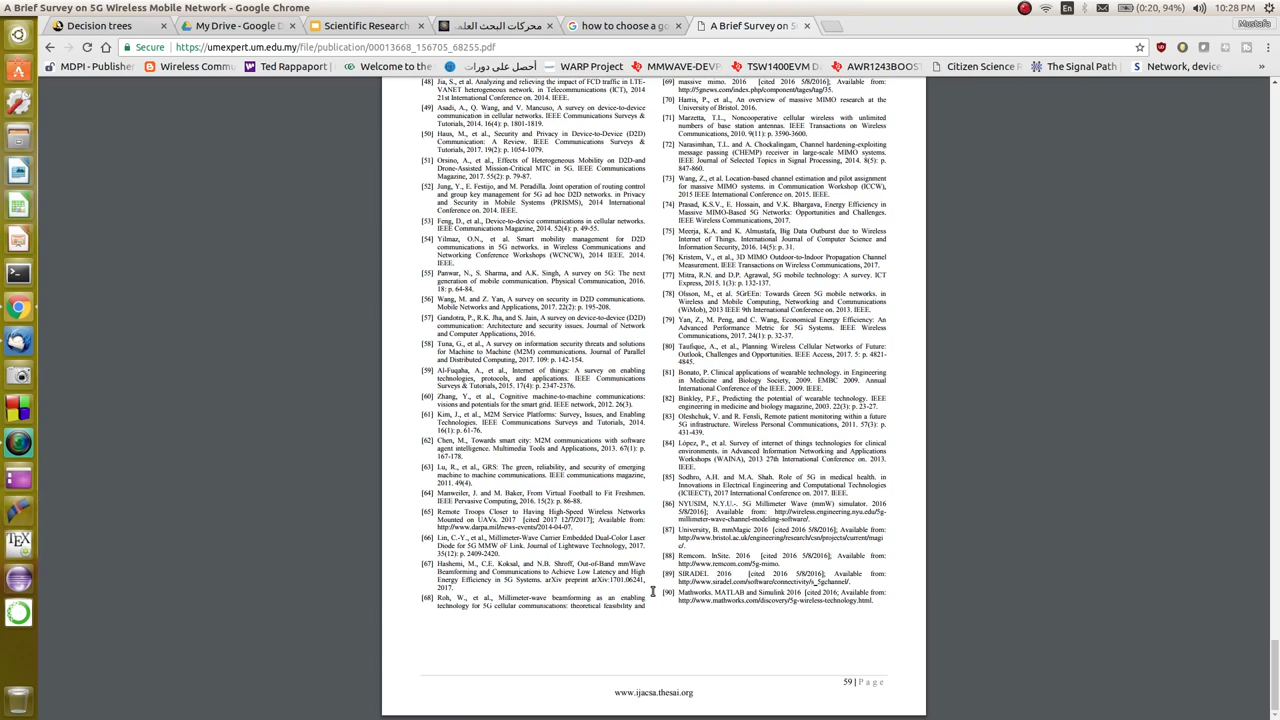 A Brief Survey on 5G Wireless Mobile Network - Google Chrome
En
(0:20, 94%)
10:28 PM
Mustafa
Decision trees
My Drive - Google D
Scientific Research
محركات البحث العلم
how to choose a go
A Brief Survey on 5
Secure
https://umexpert.um.edu.my/file/publication/00013668_156705_68255.pdf
MDPI - Publisher
Wireless Commu
Ted Rappaport
Welcome to the
أحصل على دورات
WARP Project
MMWAVE-DEV
TSW1400EVM D
AWR1243BOOS
Citizen Science R
The Signal Path
Network, device
[48] Jia, S., et al. Analyzing and relieving the impact of FCD traffic in LTE-
VANET heterogeneous network. in Telecommunications (ICT), 2014
21st International Conference on. 2014. IEEE.
[49] Asadi, A., Q. Wang, and V. Mancuso, A survey on device-to-device
communication in cellular networks. IEEE Communications Surveys &
Tutorials, 2014. 16(4): p. 1801-1819.
[50] Haus, M., et al., Security and Privacy in Device-to-Device (D2D)
Communication: A Review. IEEE Communications Surveys &
Tutorials, 2017. 19(2): p. 1054-1079.
[51] Orsino, A., et al., Effects of Heterogeneous Mobility on D2D-and
Drone-Assisted Mission-Critical MTC in 5G. IEEE Communications
Magazine, 2017. 55(2): p. 79-87.
[52] Jung, Y., E. Festijo, and M. Peradilla. Joint operation of routing control
and group key management for 5G ad hoc D2D networks. in Privacy
and Security in Mobile Systems (PRISMS), 2014 International
Conference on. 2014. IEEE.
[53] Feng, D., et al., Device-to-device communications in cellular networks.
IEEE Communications Magazine, 2014. 52(4): p. 49-55.
[54] Yilmaz, O.N., et al. Smart mobility management for D2D
communications in 5G networks. in Wireless Communications and
Networking Conference Workshops (WCNCW), 2014 IEEE. 2014.
IEEE.
[55] Panwar, N., S. Sharma, and A.K. Singh, A survey on 5G: The next
generation of mobile communication. Physical Communication, 2016.
18: p. 64-84.
[56] Wang, M. and Z. Yan, A survey on security in D2D communications.
Mobile Networks and Applications, 2017. 22(2): p. 195-208.
[57] Gandotra, P., R.K. Jha, and S. Jain, A survey on device-to-device (D2D)
communication: Architecture and security issues. Journal of Network
and Computer Applications, 2016.
[58] Tuna, G., et al., A survey on information security threats and solutions
for Machine to Machine (M2M) communications. Journal of Parallel
and Distributed Computing, 2017. 109: p. 142-154.
[59] Al-Fuqaha, A., et al., Internet of things: A survey on enabling
technologies, protocols, and applications. IEEE Communications
Surveys & Tutorials, 2015. 17(4): p. 2347-2376.
[60] Zhang, Y., et al., Cognitive machine-to-machine communications:
visions and potentials for the smart grid. IEEE network, 2012. 26(3).
[61] Kim, J., et al., M2M Service Platforms: Survey, Issues, and Enabling
Technologies. IEEE Communications Surveys and Tutorials, 2014.
16(1): p. 61-76.
[62] Chen, M., Towards smart city: M2M communications with software
agent intelligence. Multimedia Tools and Applications, 2013. 67(1): p.
167-178.
[63] Lu, R., et al., GRS: The green, reliability, and security of emerging
machine to machine communications. IEEE communications magazine,
2011. 49(4).
[64] Manweiler, J. and M. Baker, From Virtual Football to Fit Freshmen.
IEEE Pervasive Computing, 2016. 15(2): p. 86-88.
[65] Remote Troops Closer to Having High-Speed Wireless Networks
Mounted on UAVs. 2017 [cited 2017 12/7/2017]; Available from:
http://www.darpa.mil/news-events/2014-04-07.
[66] Lin, C.-Y., et al., Millimeter-Wave Carrier Embedded Dual-Color Laser
Diode for 5G MMW oF Link. Journal of Lightwave Technology, 2017.
35(12): p. 2409-2420.
[67] Hashemi, M., C.E. Koksal, and N.B. Shroff, Out-of-Band mmWave
Beamforming and Communications to Achieve Low Latency and High
Energy Efficiency in 5G Systems. arXiv preprint arXiv:1701.06241,
2017.
[68] Roh, W., et al., Millimeter-wave beamforming as an enabling
technology for 5G cellular communications: theoretical feasibility and
[69] massive mimo. 2016 [cited 2016 5/8/2016]; Available from:
http://5gnews.com/index.php/component/tags/tag/35.
[70] Harris, P., et al., An overview of massive MIMO research at the
University of Bristol. 2016.
[71] Marzetta, T.L., Noncooperative cellular wireless with unlimited
numbers of base station antennas. IEEE Transactions on Wireless
Communications, 2010. 9(11): p. 3590-3600.
[72] Narasimhan, T.L. and A. Chockalingam, Channel hardening-exploiting
message passing (CHEMP) receiver in large-scale MIMO systems.
IEEE Journal of Selected Topics in Signal Processing, 2014. 8(5): p.
847-860.
[73] Wang, Z., et al. Location-based channel estimation and pilot assignment
for massive MIMO systems. in Communication Workshop (ICCW),
2015 IEEE International Conference on. 2015. IEEE.
[74] Prasad, K.S.V., E. Hossain, and V.K. Bhargava, Energy Efficiency in
Massive MIMO-Based 5G Networks: Opportunities and Challenges.
IEEE Wireless Communications, 2017.
[75] Meerja, K.A. and K. Almustafa, Big Data Outburst due to Wireless
Internet of Things. International Journal of Computer Science and
Information Security, 2016. 14(5): p. 31.
[76] Kristem, V., et al., 3D MIMO Outdoor-to-Indoor Propagation Channel
Measurement. IEEE Transactions on Wireless Communications, 2017.
[77] Mitra, R.N. and D.P. Agrawal, 5G mobile technology: A survey. ICT
Express, 2015. 1(3): p. 132-137.
[78] Olsson, M., et al. 5GrEEn: Towards Green 5G mobile networks. in
Wireless and Mobile Computing, Networking and Communications
(WiMob), 2013 IEEE 9th International Conference on. 2013. IEEE.
[79] Yan, Z., M. Peng, and C. Wang, Economical Energy Efficiency: An
Advanced Performance Metric for 5G Systems. IEEE Wireless
Communications, 2017. 24(1): p. 32-37.
[80] Taufique, A., et al., Planning Wireless Cellular Networks of Future:
Outlook, Challenges and Opportunities. IEEE Access, 2017. 5: p. 4821-
4845.
[81] Bonato, P. Clinical applications of wearable technology. in Engineering
in Medicine and Biology Society, 2009. EMBC 2009. Annual
International Conference of the IEEE. 2009. IEEE.
[82] Binkley, P.F., Predicting the potential of wearable technology. IEEE
engineering in medicine and biology magazine, 2003. 22(3): p. 23-27.
[83] Oleshchuk, V. and R. Fensli, Remote patient monitoring within a future
5G infrastructure. Wireless Personal Communications, 2011. 57(3): p.
431-439.
[84] López, P., et al. Survey of internet of things technologies for clinical
environments. in Advanced Information Networking and Applications
Workshops (WAINA), 2013 27th International Conference on. 2013.
IEEE.
[85] Sodhro, A.H. and M.A. Shah. Role of 5G in medical health. in
Innovations in Electrical Engineering and Computational Technologies
(ICIEECT), 2017 International Conference on. 2017. IEEE.
[86] NYUSIM, N.Y.U.-. 5G Millimeter Wave (mmW) simulator. 2016
5/8/2016]; Available from: http://wireless.engineering.nyu.edu/5g-
millimeter-wave-channel-modeling-software/.
[87] University, B. mmMagic 2016 [cited 2016 5/8/2016]; Available from:
http://www.bristol.ac.uk/engineering/research/csn/projects/current/magi
c/.
[88] Remcom. InSite. 2016 [cited 2016 5/8/2016]; Available from:
http://www.remcom.com/5g-mimo.
[89] SIRADEL 2016 [cited 2016 5/8/2016]; Available from:
http://www.siradel.com/software/connectivity/s_5gchannel/.
[90] Mathworks. MATLAB and Simulink 2016 [cited 2016; Available from:
http://www.mathworks.com/discovery/5g-wireless-technology.html.
59 | Page
www.ijacsa.thesai.org